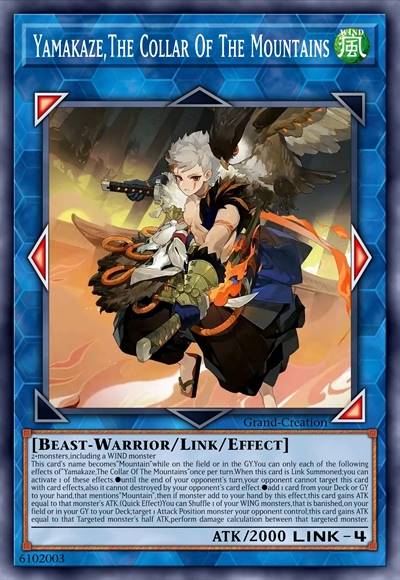 YAMAKAZE,THE COLLAR OF THE MOUNTAINS
WIND
風
Grand-Creation
[BEAST-WARRIOR/LINK/EFFECT]
2+monsters,including a WIND monster
This card's name becomes"Mountain"while on the field or in the GY.You can only each of the following
effects of"Yamakaze,The Collar Of The Mountains"once per turn.When this card is Link Summoned;you can
activate 1 of these effects.●until the end of your opponent's turn,your opponent cannot target this card
with card effects,also it cannot destroyed by your opponent's card effect.●add 1 card from your Deck or GY
to your hand,that mentions"Mountain",then if monster add to your hand by this effect,this card gains ATK
equal to that monster's ATK (Quick Effect)You can Shuffle 1 of your WING monsters,that is banished,on your
field or in your GY to your Deck;target 1 Attack Position monster your opponent control;this card gains ATK
equal to that Targeted monster's half ATK,perform damage calculation between that targeted monster.
ATK/2000 LINK-4
6102003